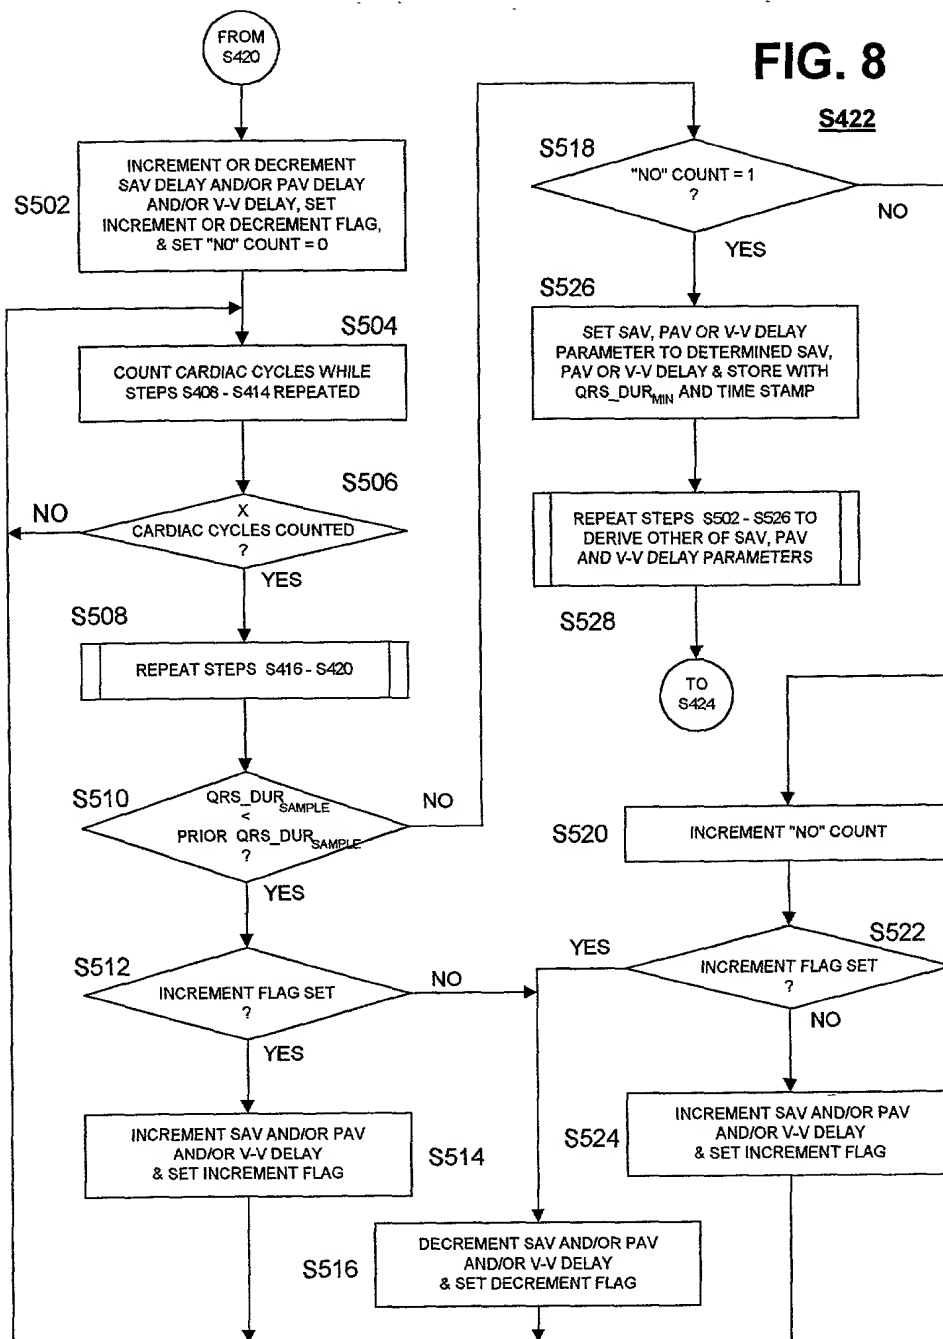 FROM
S420
FIG. 8
S422
S502
INCREMENT OR DECREMENT
SAV DELAY AND/OR PAV DELAY
AND/OR V-V DELAY, SET
INCREMENT OR DECREMENT FLAG,
& SET "NO" COUNT = 0
S504
COUNT CARDIAC CYCLES WHILE
STEPS S408 - S414 REPEATED
S506
X
CARDIAC CYCLES COUNTED
?
NO
YES
S508
REPEAT STEPS S416 - S420
S510
QRS_DUR SAMPLE
<
PRIOR QRS_DUR SAMPLE
?
NO
YES
S512
INCREMENT FLAG SET
?
NO
YES
INCREMENT SAV AND/OR PAV
AND/OR V-V DELAY
& SET INCREMENT FLAG
S514
S516
DECREMENT SAV AND/OR PAV
AND/OR V-V DELAY
& SET DECREMENT FLAG
S518
"NO" COUNT = 1
?
NO
YES
S526
SET SAV, PAV OR V-V DELAY
PARAMETER TO DETERMINED SAV,
PAV OR V-V DELAY & STORE WITH
QRS_DUR MIN AND TIME STAMP
REPEAT STEPS S502 - S526 TO
DERIVE OTHER OF SAV, PAV
AND V-V DELAY PARAMETERS
S528
TO
S424
S520
INCREMENT "NO" COUNT
S522
YES
INCREMENT FLAG SET
?
NO
S524
INCREMENT SAV AND/OR PAV
AND/OR V-V DELAY
& SET INCREMENT FLAG